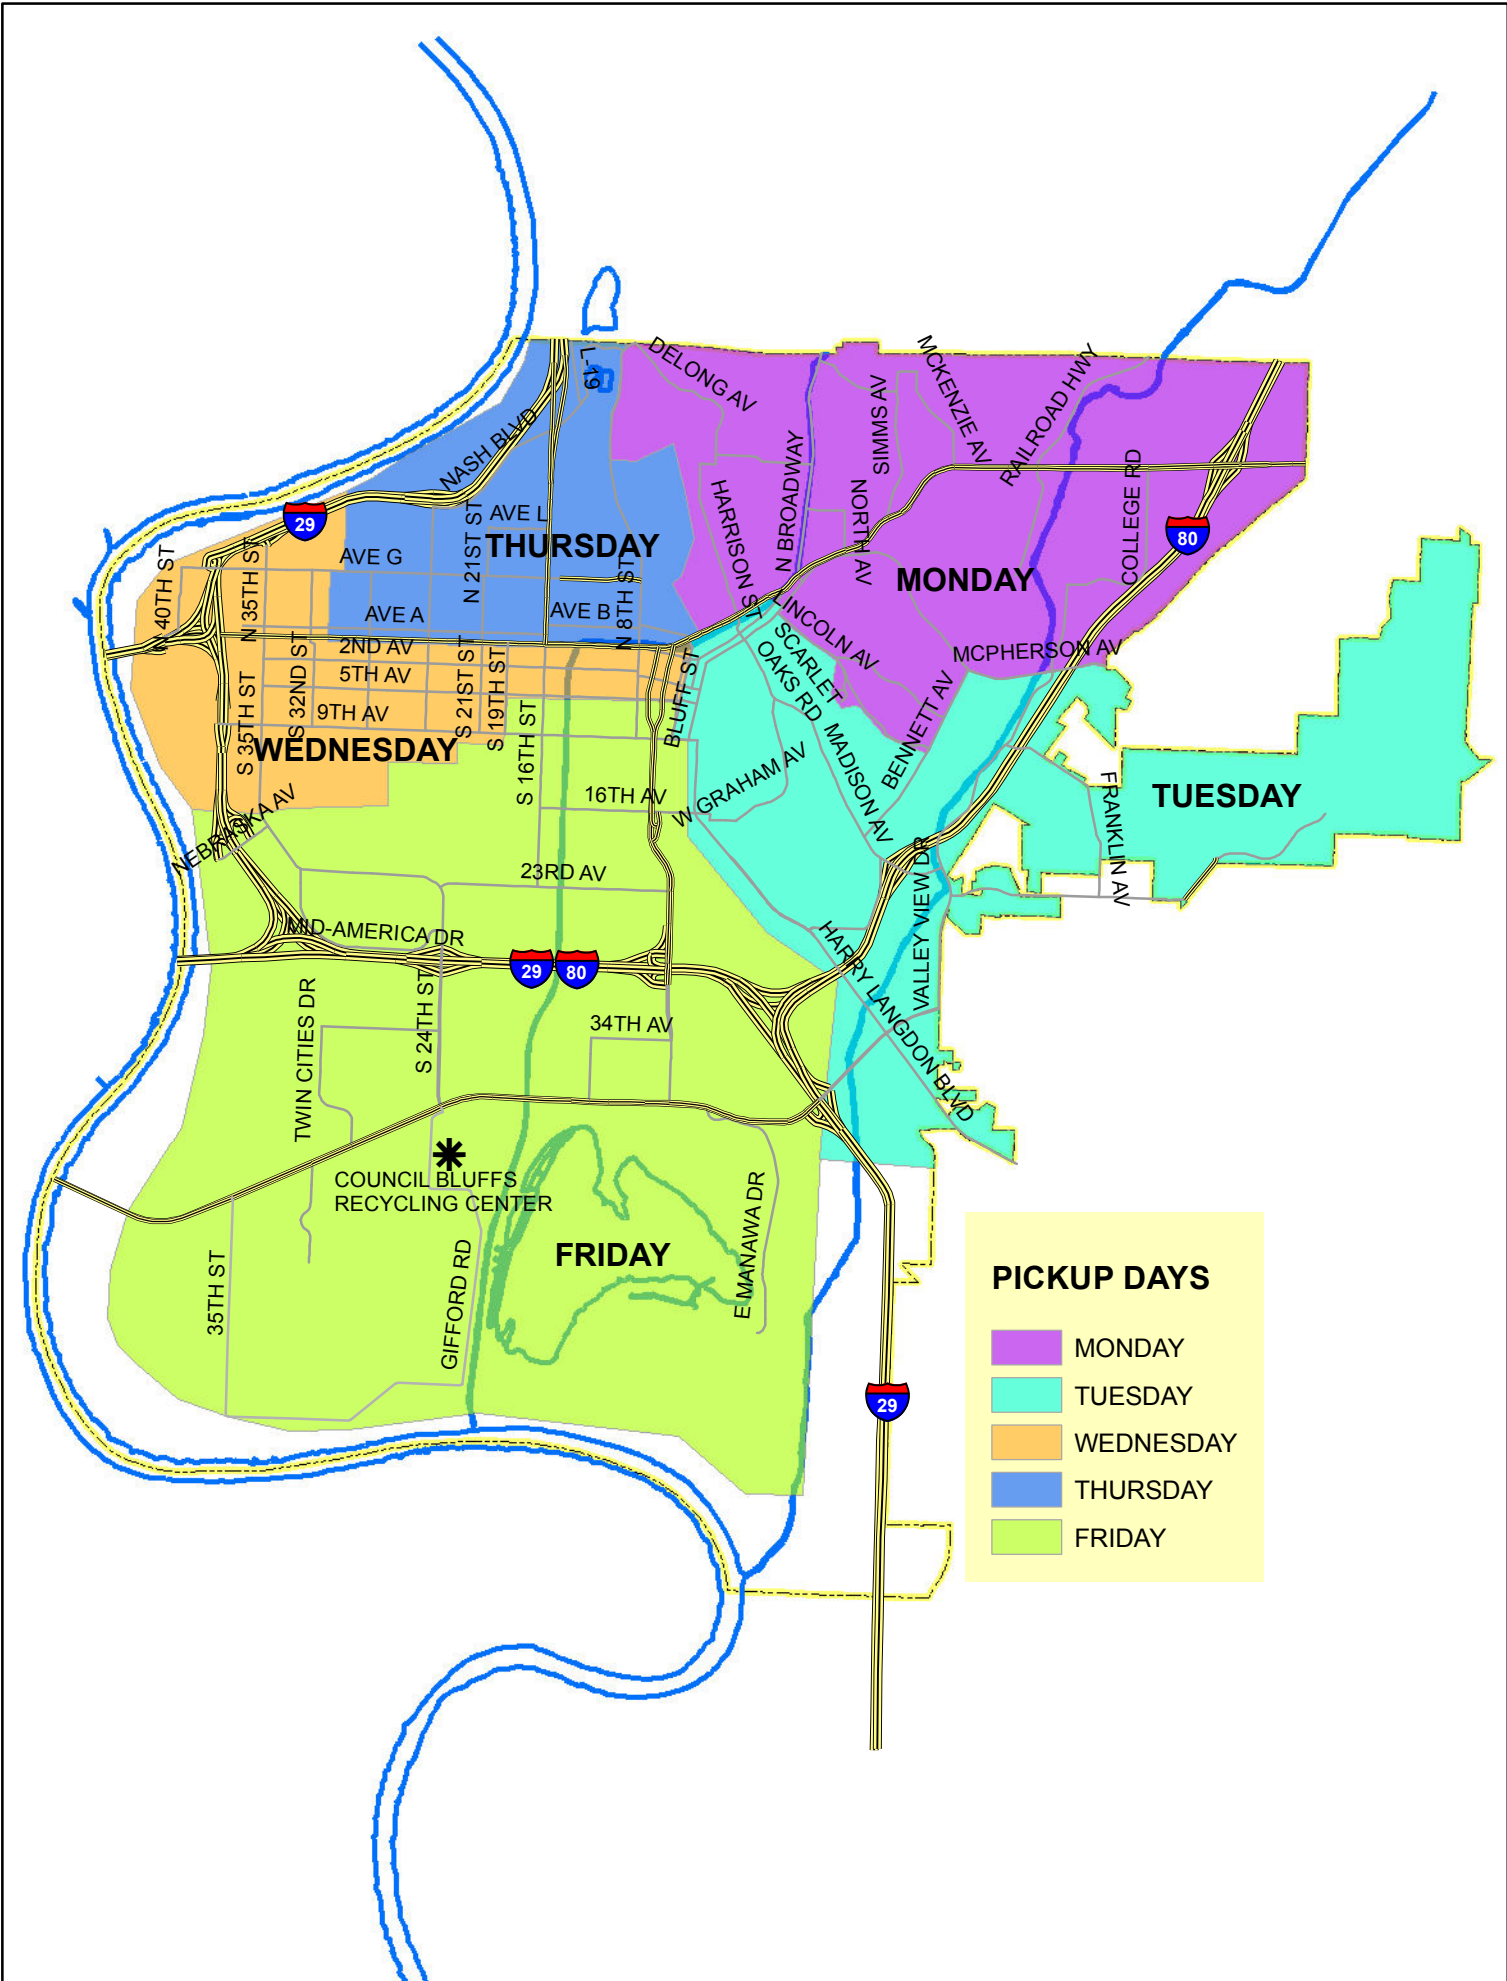 L-19
DELONG AV
MCKENZIE AV
RAILROAD HWY
SIMMS AV
NASH BLVD
N BROADWAY
HARRISON ST
NORTH AV
COLLEGE RD
29
AVE L
N 21ST ST
THURSDAY
80
AVE G
N 40TH ST
N 35TH ST
N 8TH ST
MONDAY
AVE A
AVE B
LINCOLN AV
2ND AV
SCARLET
OAKS RD
MCPHERSON AV
5TH AV
S 32ND ST
S 21ST ST
S 19TH ST
BLUFF ST
S 35TH ST
9TH AV
S 16TH ST
MADISON AV
BENNETT AV
WEDNESDAY
W GRAHAM AV
16TH AV
FRANKLIN AV
TUESDAY
NEBRASKA AV
23RD AV
VALLEY VIEW DR
MID-AMERICA DR
HARRY LANGDON BLVD
29
80
TWIN CITIES DR
S 24TH ST
34TH AV
COUNCIL BLUFFS
RECYCLING CENTER
35TH ST
GIFFORD RD
FRIDAY
E MANAWA DR
29
PICKUP DAYS
MONDAY
TUESDAY
WEDNESDAY
THURSDAY
FRIDAY